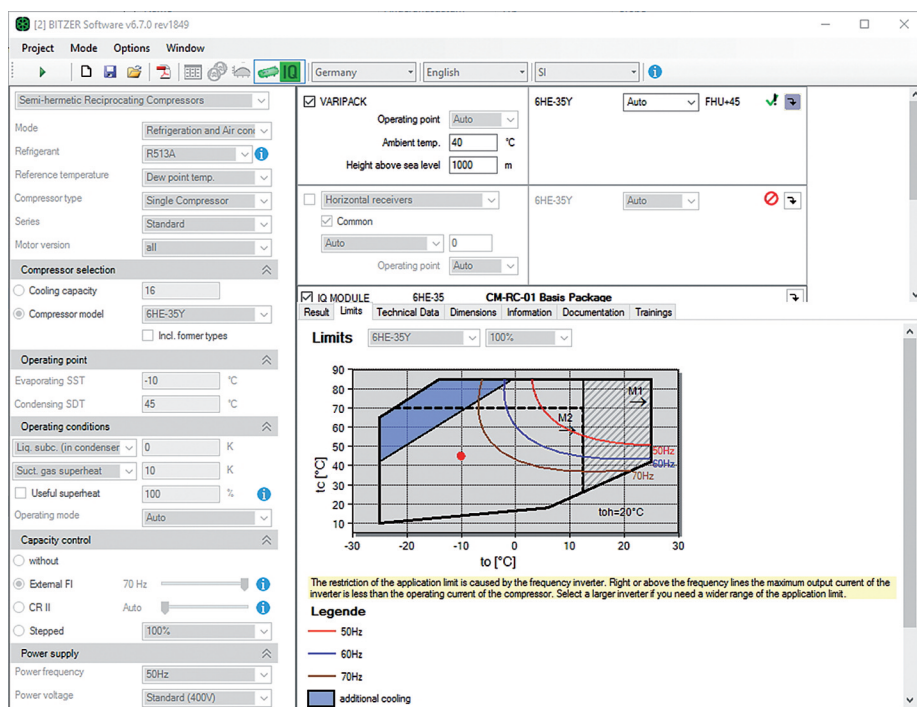 [2] BITZER Software v6.7.0 rev1849
Project Mode Options Window
IQ Germany English SI
Semi-hermetic Reciprocating Compressors
Mode Refrigeration and Air con
Refrigerant R513A
Reference temperature Dew point temp.
Compressor type Single Compressor
Series Standard
Motor version all
Compressor selection
Cooling capacity 16
Compressor model 6HE-35Y
Incl. former types
Operating point
Evaporating SST -10 °C
Condensing SDT 45 °C
Operating conditions
Liq. subc. (in condenser 0 K
Suct. gas superheat 10 K
Useful superheat 100 %
Operating mode Auto
Capacity control
without
External FI 70 Hz
CR II Auto
Stepped 100%
Power supply
Power frequency 50Hz
Power voltage Standard (400V)
VARIPACK 6HE-35Y Auto FHU+45
Operating point Auto
Ambient temp. 40 °C
Height above sea level 1000 m
Horizontal receivers 6HE-35Y Auto
Common
Auto 0
Operating point Auto
IQ MODULE 6HE-35 CM-RC-01 Basis Package
Result Limits Technical Data Dimensions Information Documentation Trainings
Limits 6HE-35Y 100%
90
80
70
60
50
40
30
20
10
tc [°C]
M1
M2
50Hz
60Hz
70Hz
toh=20°C
-30 -20 -10 0 10 20 30
to [°C]
The restriction of the application limit is caused by the frequency inverter. Right or above the frequency lines the maximum output current of the
inverter is less than the operating current of the compressor. Select a larger inverter if you need a wider range of the application limit.
Legende
50Hz
60Hz
70Hz
additional cooling